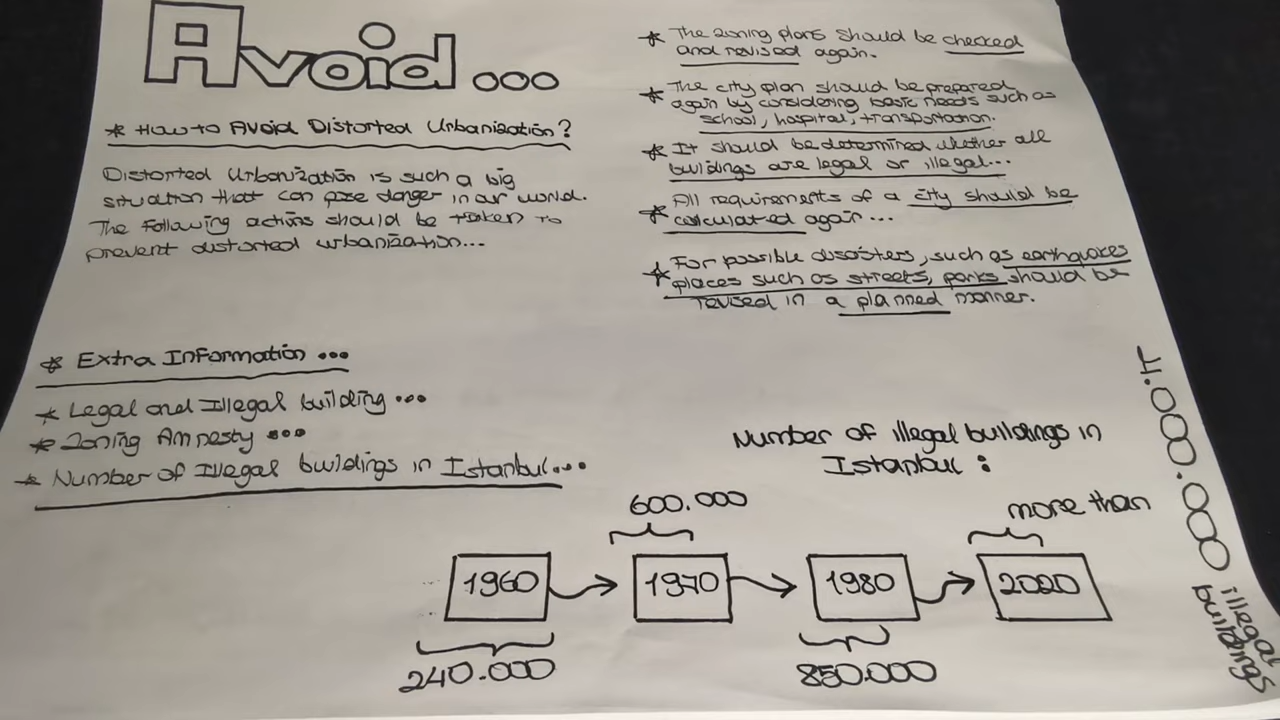 Avoid...
* How to Avoid Distorted Urbanization?
Distorted Urbanization is such a big
situation that can pose danger in our world.
The following actions should be taken to
prevent distorted urbanization...
* The zoning plans should be checked
and revised again.
* The city plan should be prepared
again by considering basic needs such as
school, hospital, transportation.
* It should be determined whether all
buildings are legal or illegal...
* All requirements of a city should be
calculated again...
* For possible disasters, such as earthquakes
places such as streets, parks should be
revised in a planned manner.
* Extra Information...
* Legal and Illegal building...
* Zoning Amnesty...
* Number of Illegal buildings in Istanbul...
Number of illegal buildings in
Istanbul :
600.000
more than
1960
1970
1980
2020
240.000
850.000
4.000.000 illegal
buildings